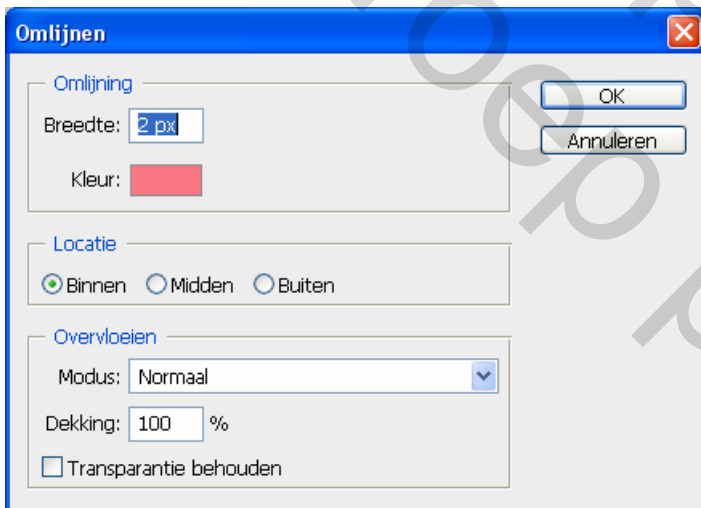 Omlijnen
Omlijning
Breedte: 2 px
Kleur:
OK
Annuleren
Locatie
Binnen Midden Buiten
Overvloeien
Modus: Normaal
Dekking: 100 %
Transparantie behouden